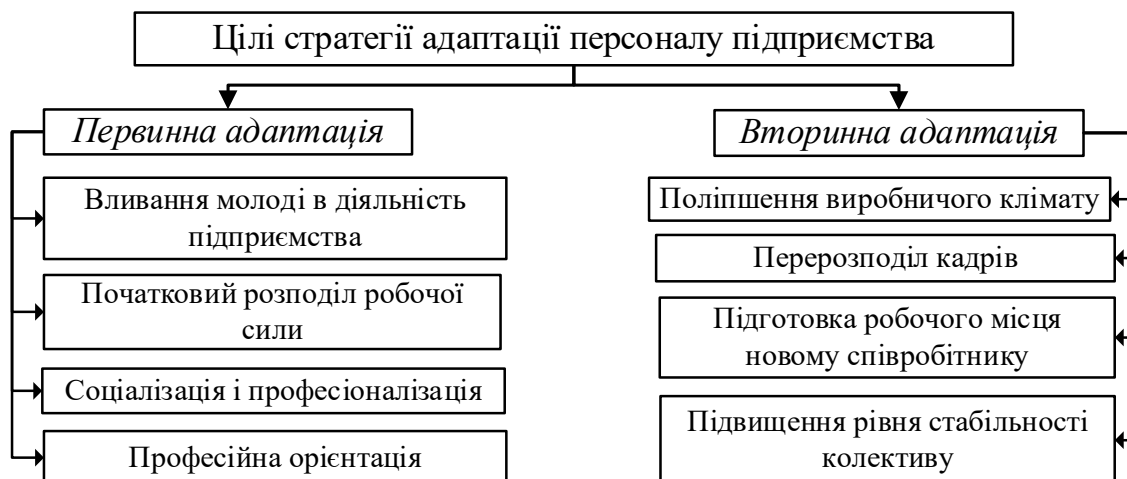 Цілі стратегії адаптації персоналу підприємства
Первинна адаптація
Вливання молоді в діяльність
підприємства
Початковий розподіл робочої
сили
Соціалізація і професіоналізація
Професійна орієнтація
Вторинна адаптація
Поліпшення виробничого клімату
Перерозподіл кадрів
Підготовка робочого місця
новому співробітнику
Підвищення рівня стабільності
колективу